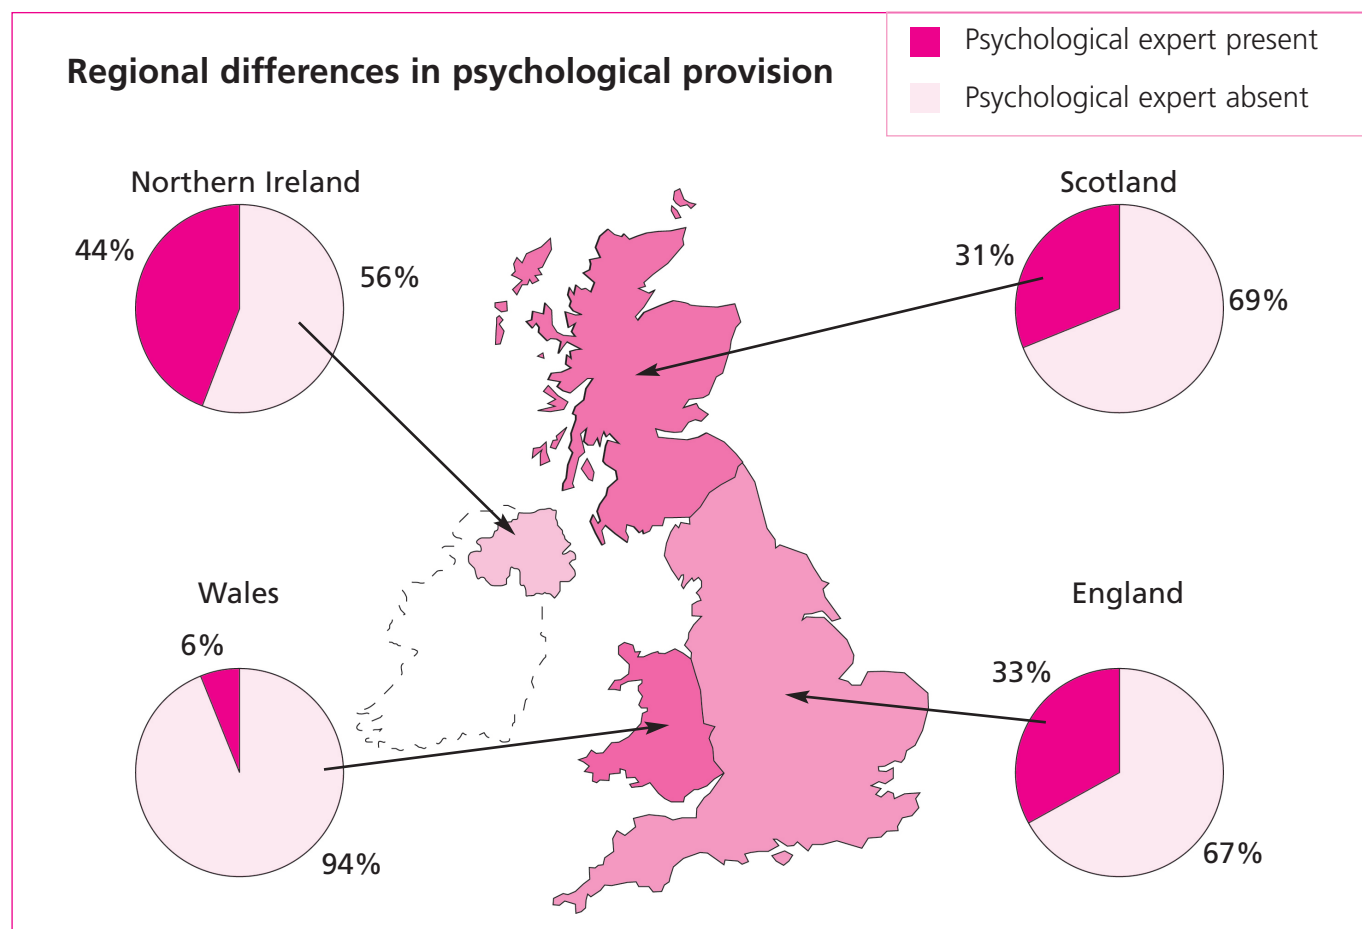 Regional differences in psychological provision
Psychological expert present
Psychological expert absent
Northern Ireland
44%
56%
Scotland
31%
69%
Wales
6%
94%
England
33%
67%